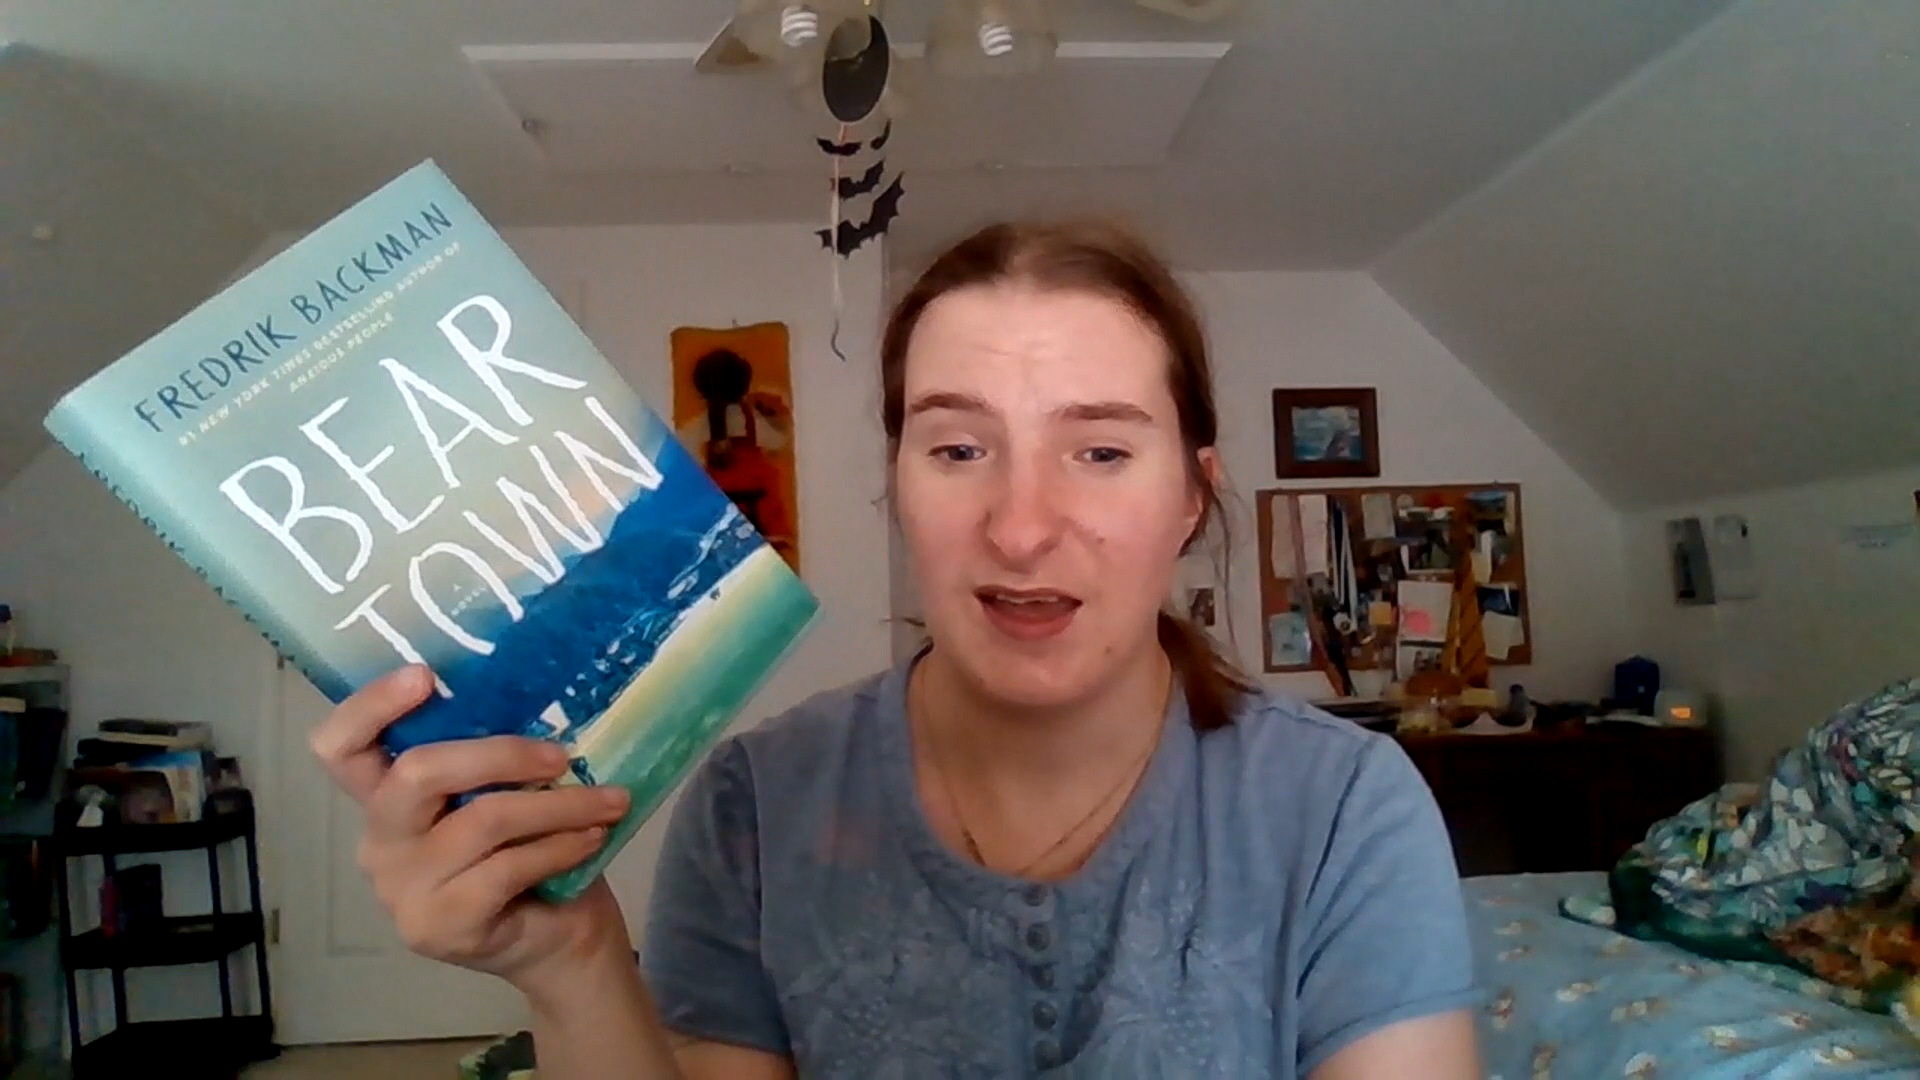 FREDRIK BACKMAN
#1 NEW YORK TIMES BESTSELLING AUTHOR OF
ANXIOUS PEOPLE
BEAR
TOWN
A
NOVEL